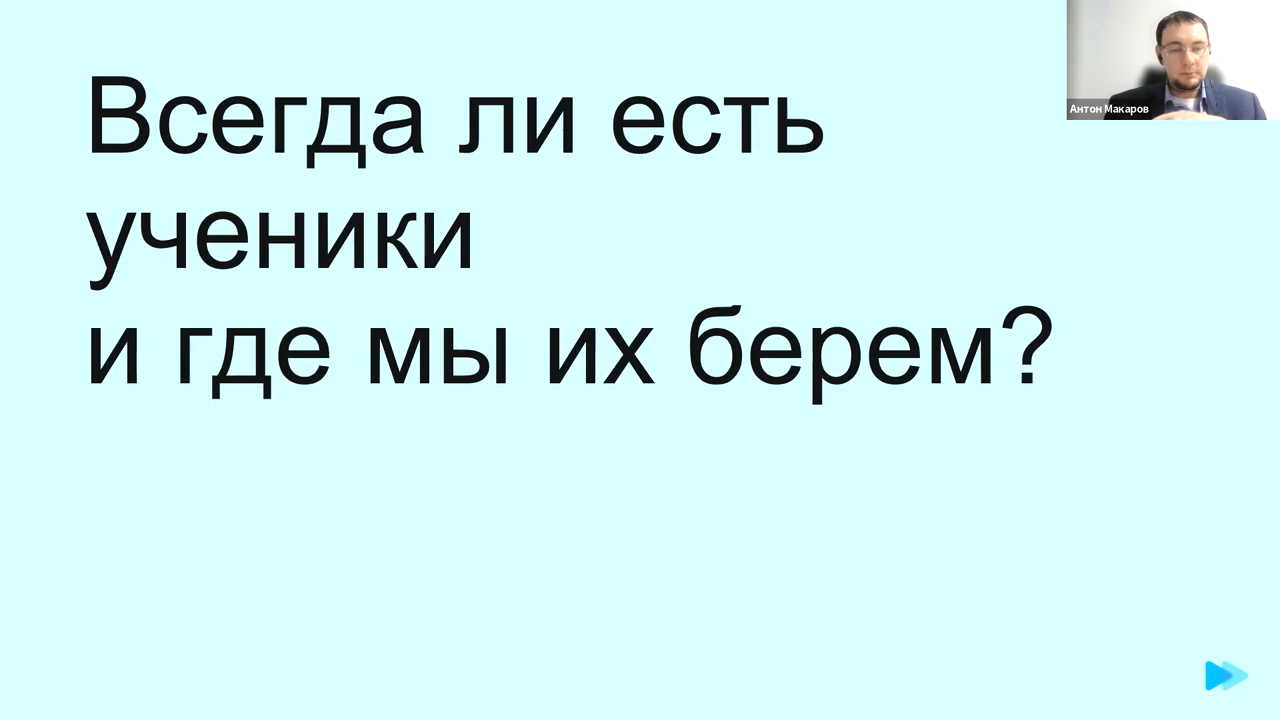 Всегда ли есть
ученики
и где мы их берем?
Антон Макаров